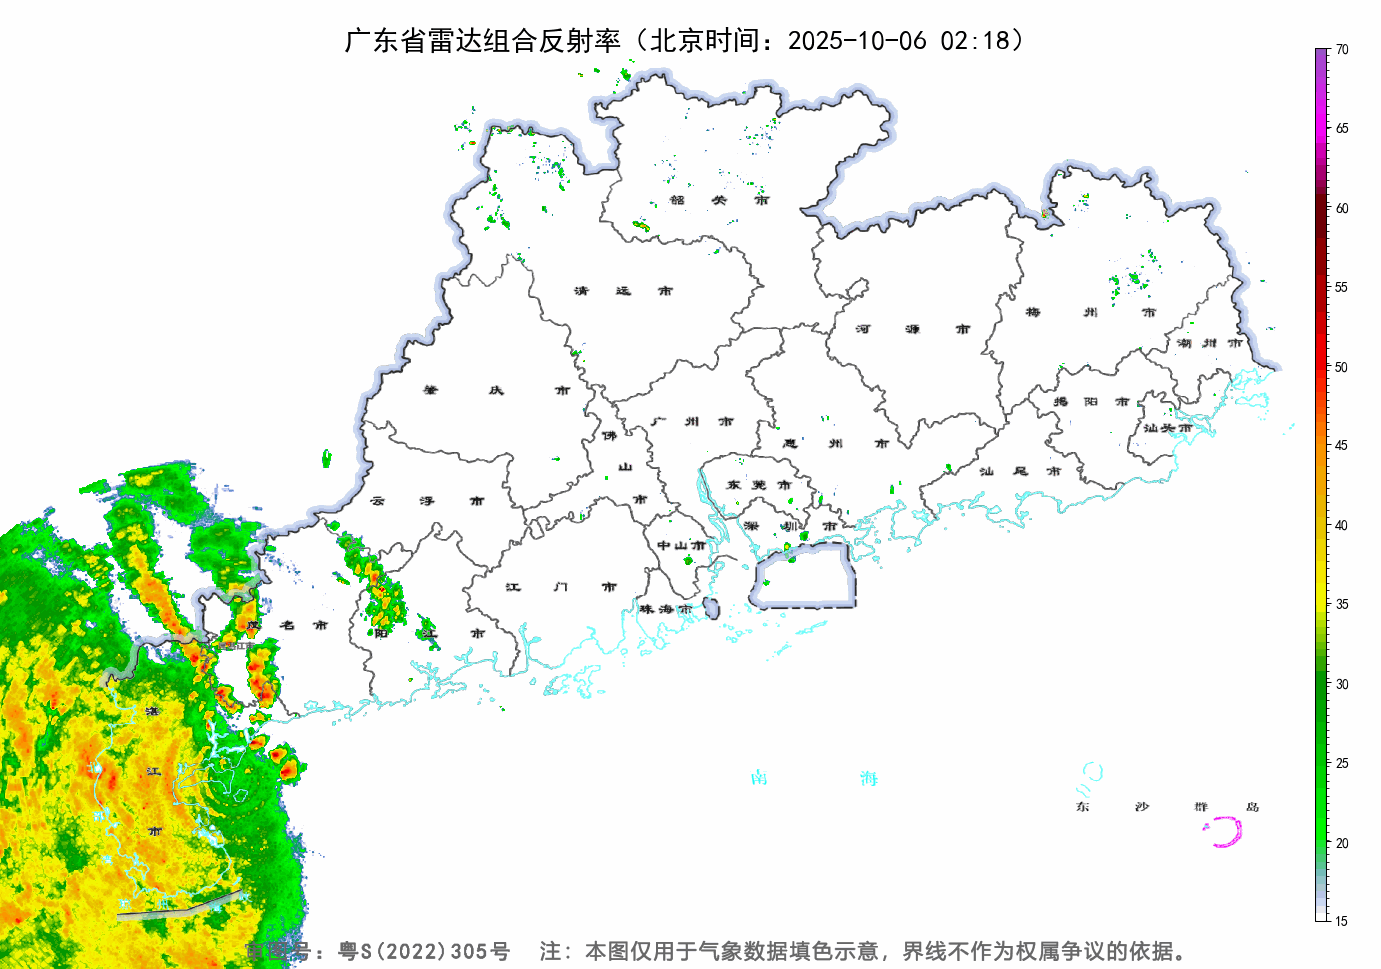 广东省雷达组合反射率（北京时间：2025-10-06 02:18）
70
65
60
55
50
45
40
35
30
25
20
15
韶关市
清远市
河源市
梅州市
潮州市
肇庆市
广州市
佛山市
惠州市
揭阳市
汕头市
汕尾市
云浮市
东莞市
深圳市
中山市
江门市
珠海市
茂名市
阳江市
湛江市
南海
东沙群岛
审图号：粤S(2022)305号 注：本图仅用于气象数据填色示意，界线不作为权属争议的依据。